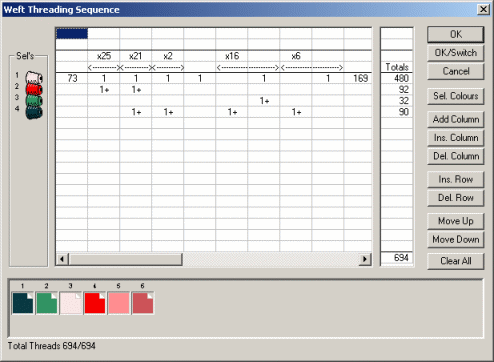 Weft Threading Sequence
OK
x25 x21 x2 x16 x6
OK/Switch
Sel's
<----------> <----------> <----------> <--------------------> <-------------------->
Totals
Cancel
1 73 1 1 1 1 1 1 169 480
2 1+ 1+ 92
Sel. Colours
3 1+ 32
4 1+ 1+ 1+ 1+ 90
Add Column
Ins. Column
Del. Column
Ins. Row
Del. Row
Move Up
Move Down
694
Clear All
1 2 3 4 5 6
Total Threads 694/694